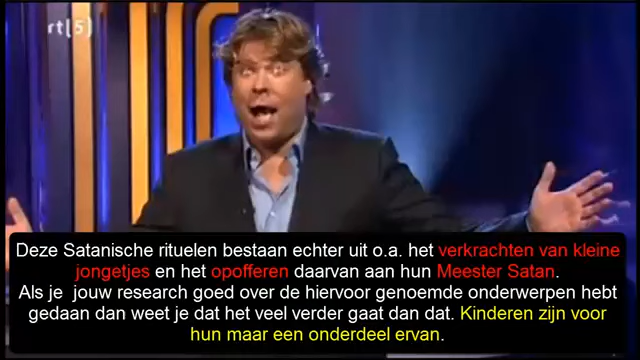 rtl 5
Deze Satanische rituelen bestaan echter uit o.a. het verkrachten van kleine
jongetjes en het opofferen daarvan aan hun Meester Satan.
Als je  jouw research goed over de hiervoor genoemde onderwerpen hebt
gedaan dan weet je dat het veel verder gaat dan dat. Kinderen zijn voor
hun maar een onderdeel ervan.